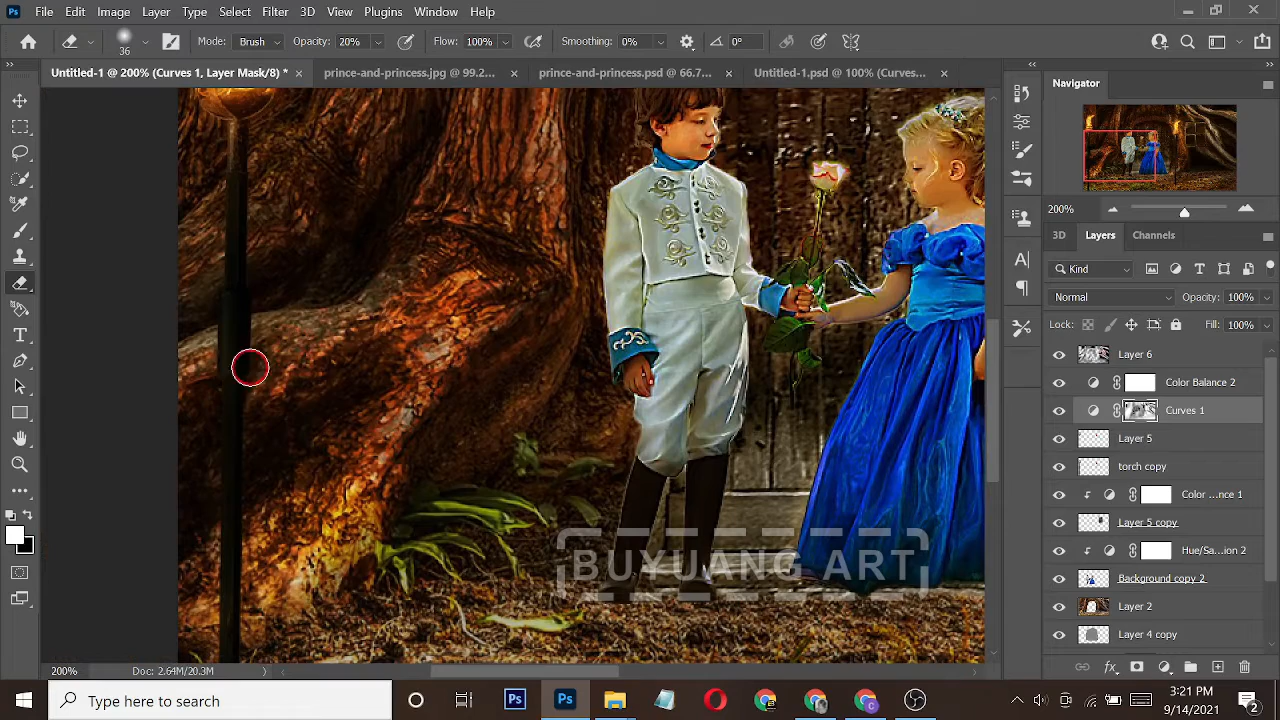 File Edit Image Layer Type Select Filter 3D View Plugins Window Help
36 Mode: Brush Opacity: 20% Flow: 100% Smoothing: 0% 0°
Untitled-1 @ 200% (Curves 1, Layer Mask/8) * prince-and-princess.jpg @ 99.2... prince-and-princess.psd @ 66.7... Untitled-1.psd @ 100% (Curves...
Navigator
200%
3D Layers Channels
Kind
Normal Opacity: 100%
Lock: Fill: 100%
Layer 6
Color Balance 2
Curves 1
Layer 5
torch copy
Color ...nce 1
Layer 5 copy
Hue/Sa...ion 2
Background copy 2
Layer 2
Layer 4 copy
BUYUANG ART
200% Doc: 2.64M/20.3M
Type here to search
3:21 PM
9/14/2021
2